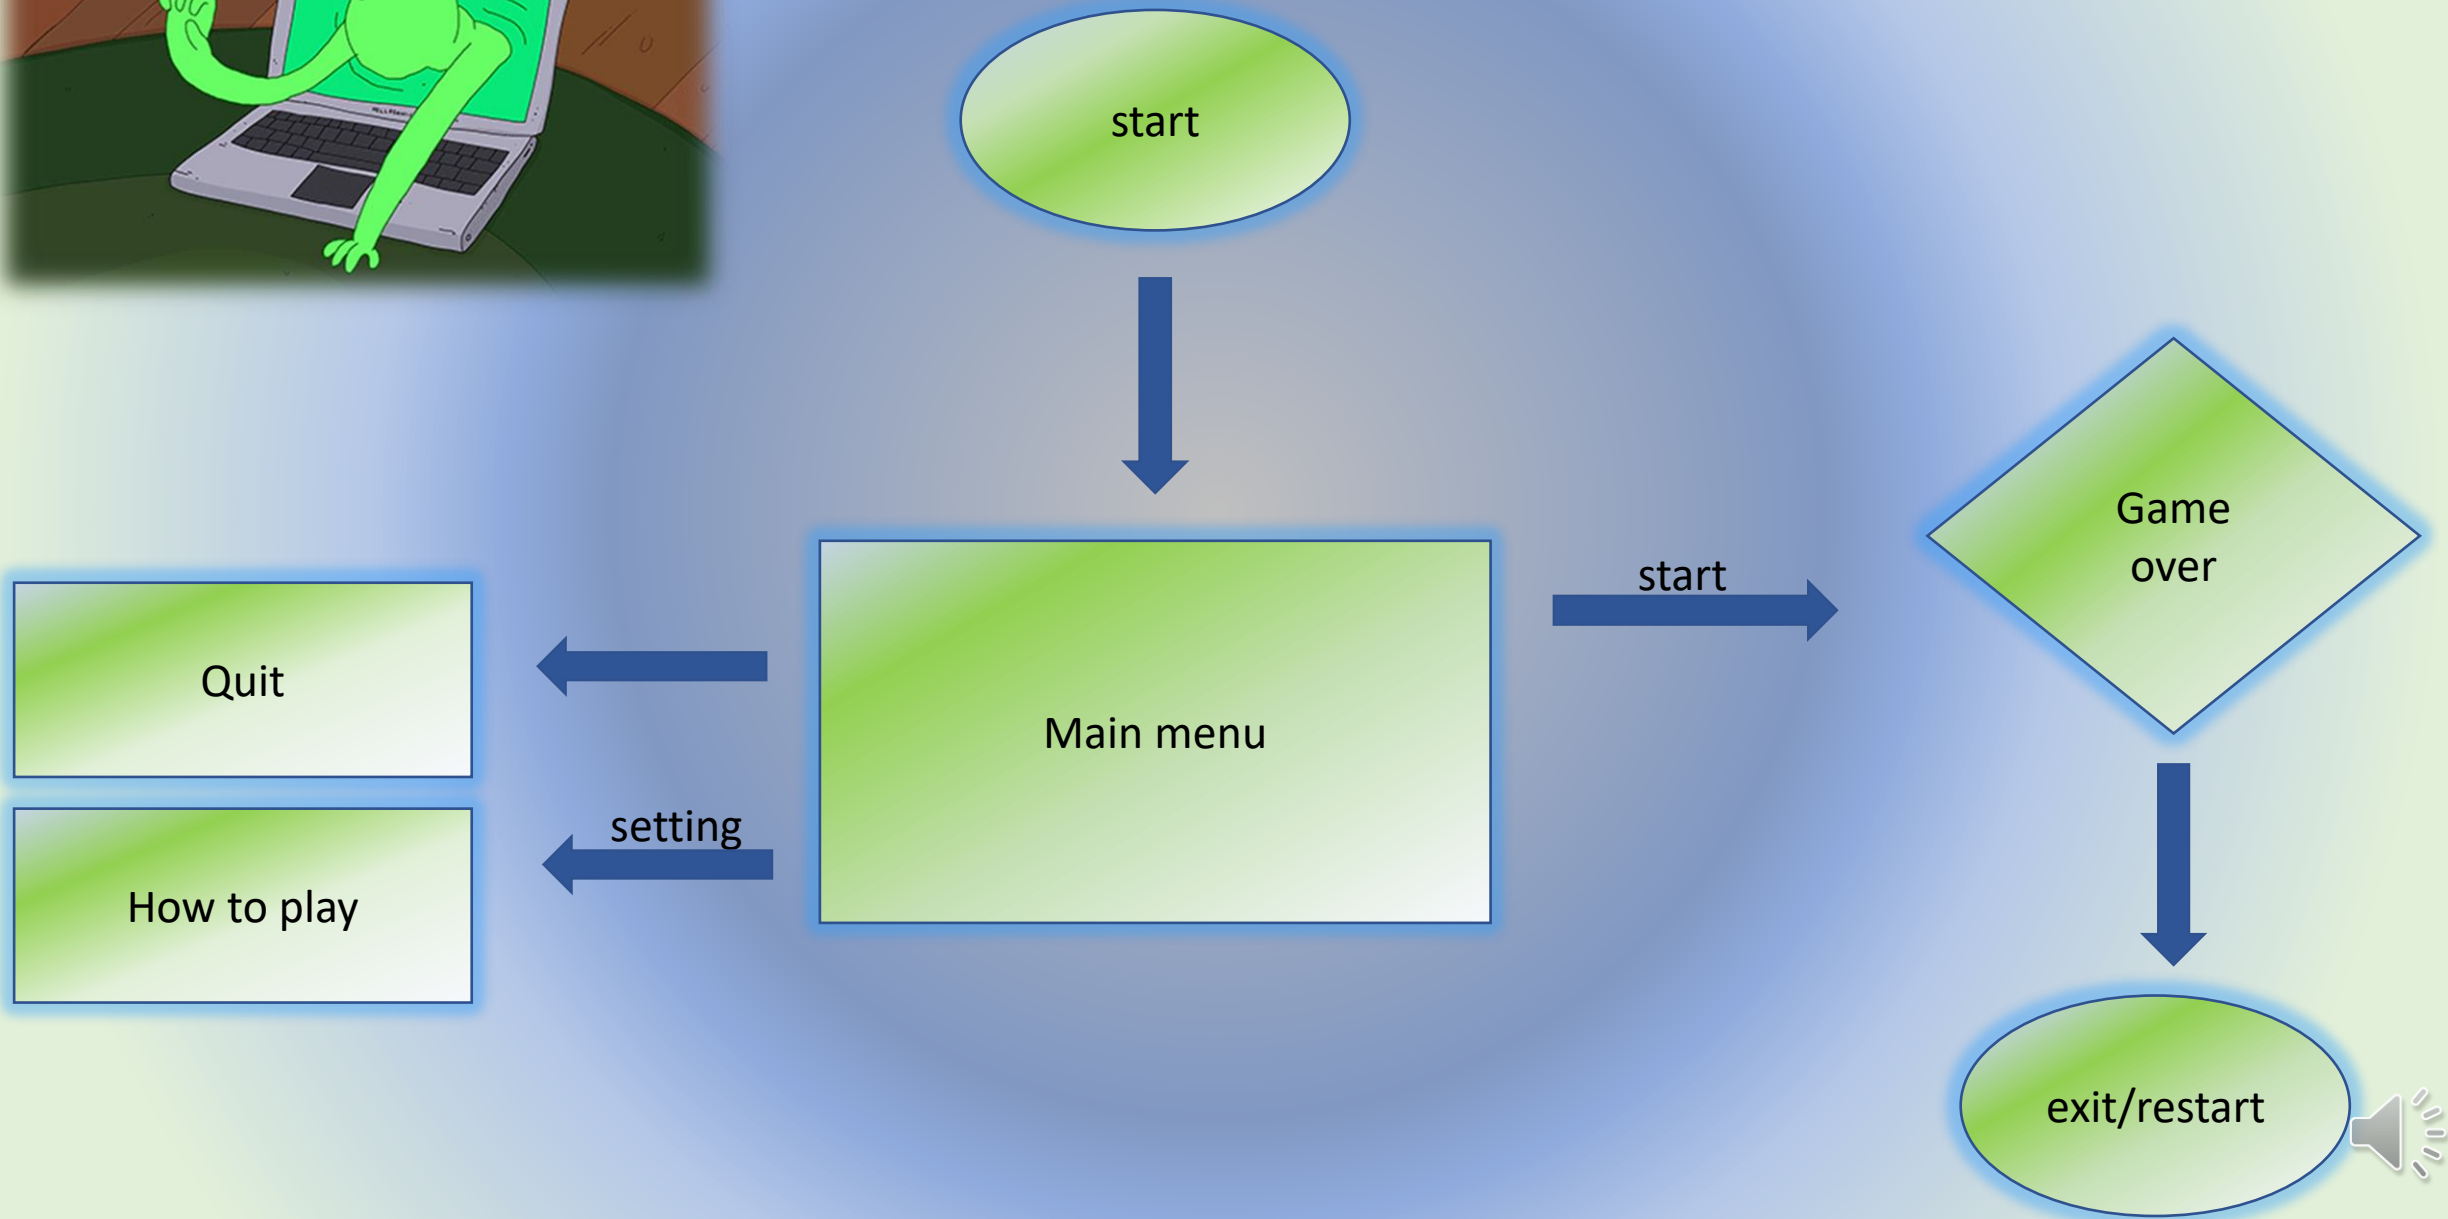 start
Game
over
start
Quit
Main menu
setting
How to play
exit/restart